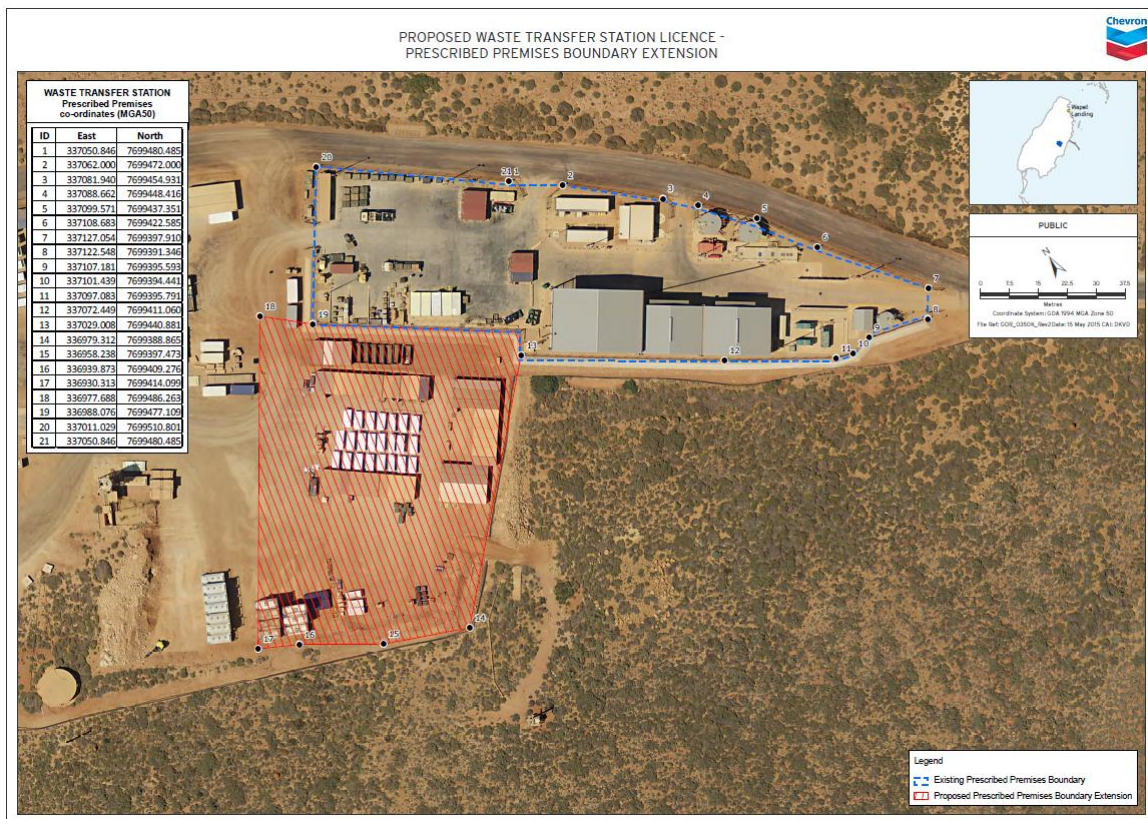 PROPOSED WASTE TRANSFER STATION LICENCE -
PRESCRIBED PREMISES BOUNDARY EXTENSION
Chevron
WASTE TRANSFER STATION
Prescribed Premises
co-ordinates (MGA50)
ID East North
1 337050.846 7699480.485
2 337062.000 7699472.000
3 337081.940 7699454.931
4 337088.662 7699448.416
5 337099.571 7699437.351
6 337108.683 7699422.585
7 337127.054 7699397.910
8 337122.548 7699391.346
9 337107.181 7699395.593
10 337101.439 7699394.441
11 337097.083 7699395.791
12 337072.449 7699411.060
13 337029.008 7699440.881
14 336979.312 7699388.865
15 336958.238 7699397.473
16 336939.873 7699409.276
17 336930.313 7699414.099
18 336977.688 7699486.263
19 336988.076 7699477.109
20 337011.029 7699510.801
21 337050.846 7699480.485
Wapet
Landing
PUBLIC
N
0 7.5 15 22.5 30 37.5
Metres
Coordinate System: GDA 1994 MGA Zone 50
20
21 1
2
3
4
5
6
7
8
9
10
11
12
13
19
18
14
15
16
17
Legend
Existing Prescribed Premises Boundary
Proposed Prescribed Premises Boundary Extension